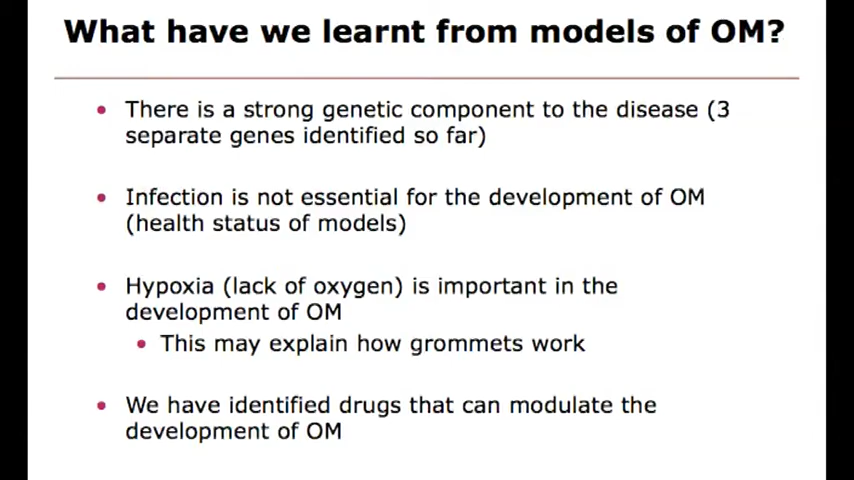 What have we learnt from models of OM?
• There is a strong genetic component to the disease (3
separate genes identified so far)
• Infection is not essential for the development of OM
(health status of models)
• Hypoxia (lack of oxygen) is important in the
development of OM
• This may explain how grommets work
• We have identified drugs that can modulate the
development of OM